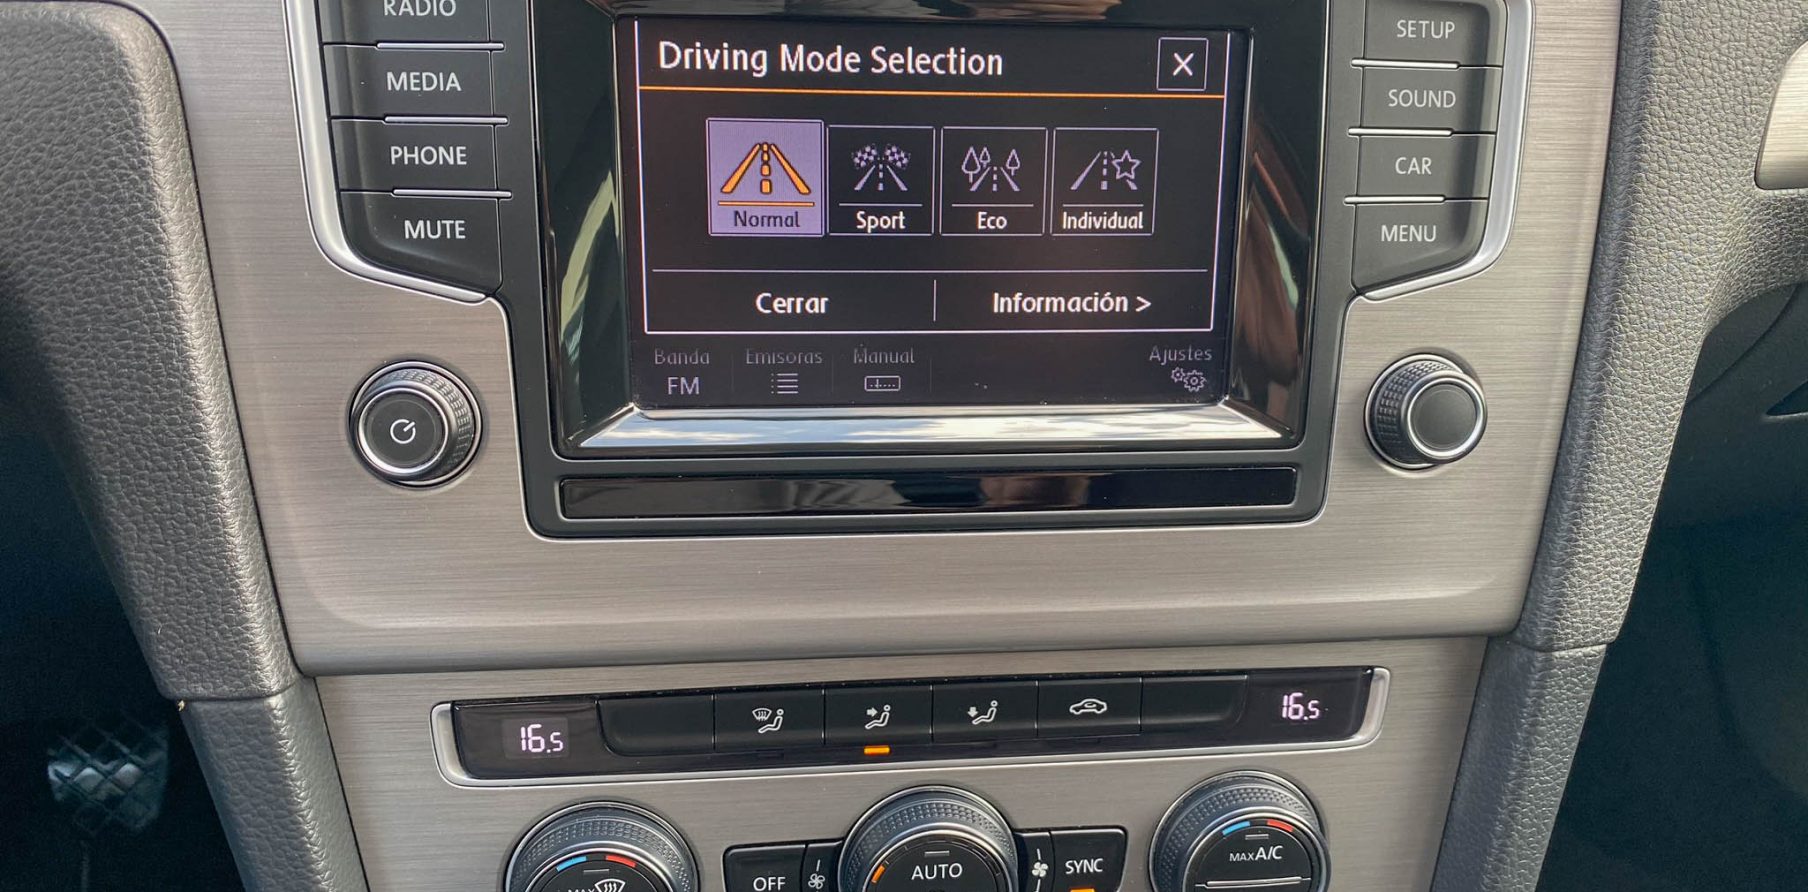 RADIO
MEDIA
PHONE
MUTE
Driving Mode Selection
X
Normal
Sport
Eco
Individual
Cerrar
Información >
Banda
FM
Emisoras
Manual
Ajustes
SETUP
SOUND
CAR
MENU
16.5
16.5
MAX
OFF
AUTO
SYNC
MAX A/C